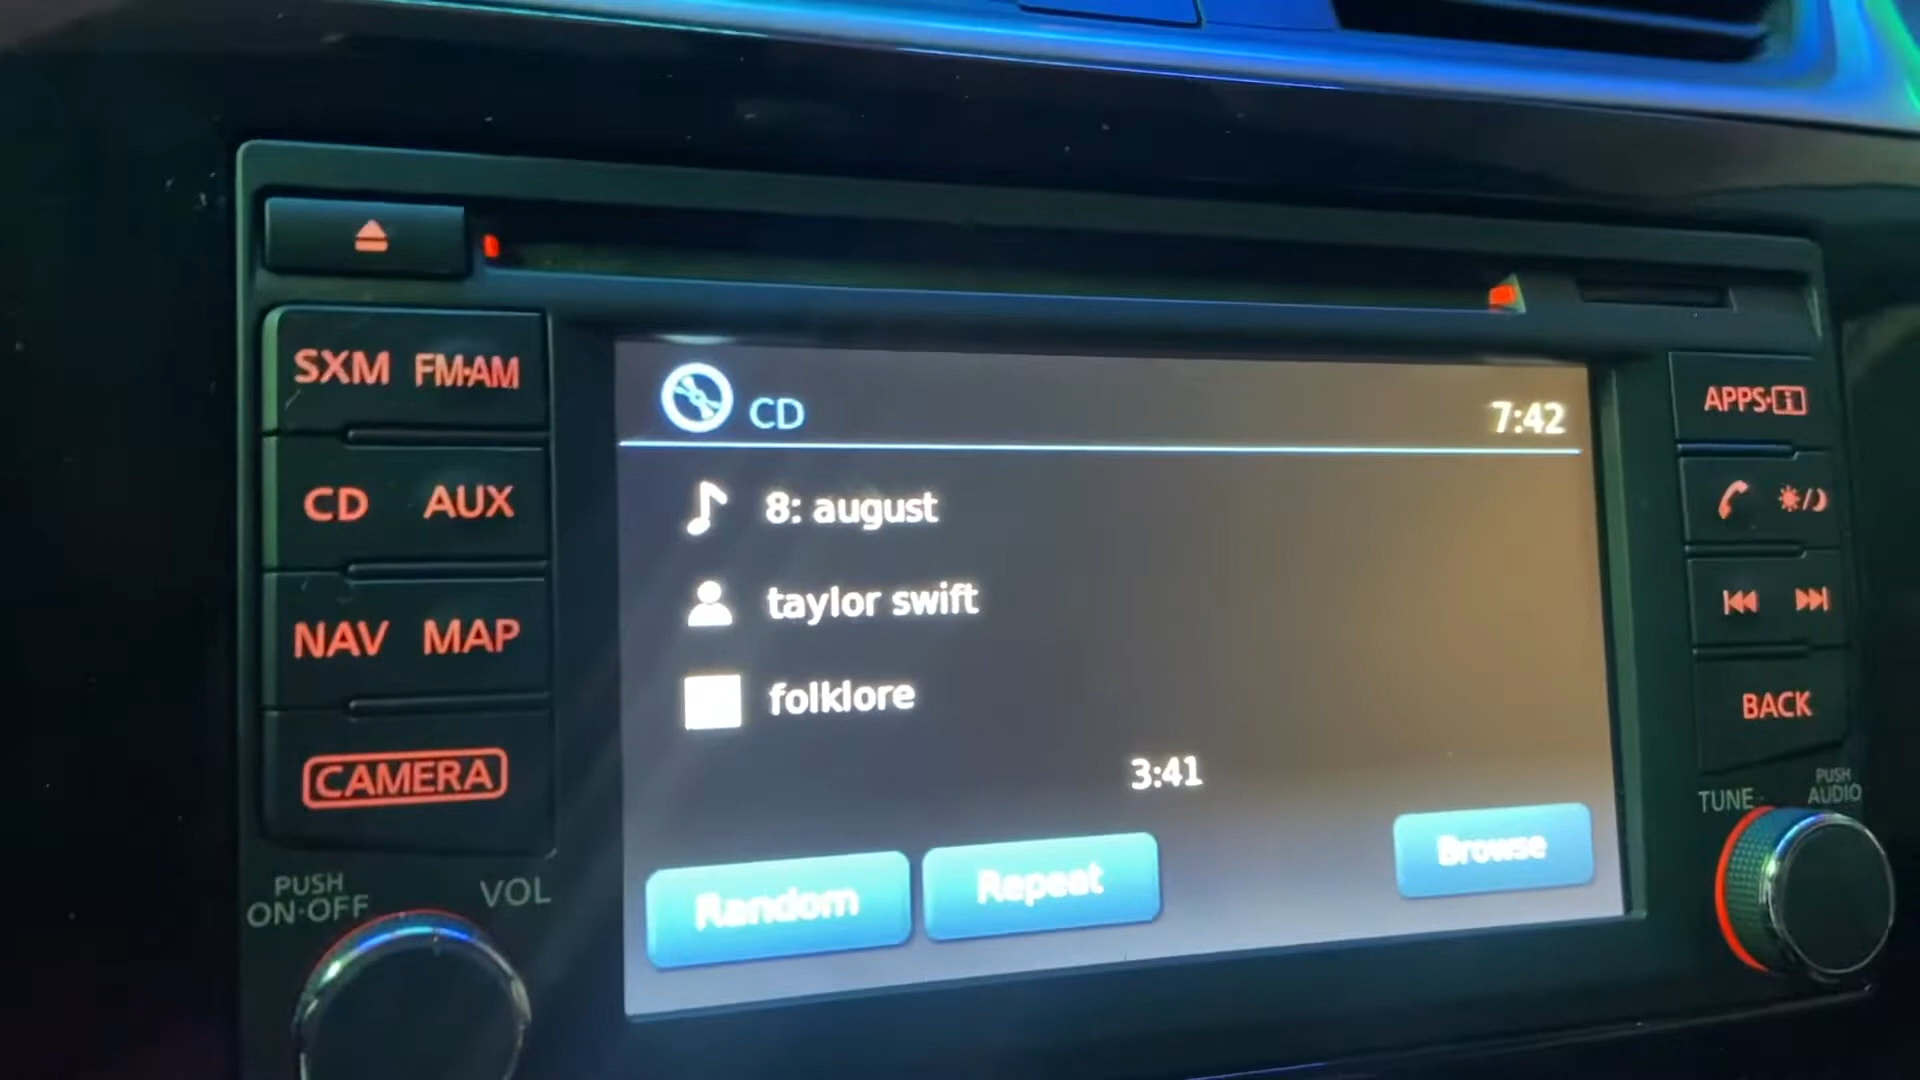 SXM FM·AM
CD AUX
NAV MAP
CAMERA
PUSH
ON·OFF
VOL
CD
7:42
8: august
taylor swift
folklore
3:41
Random
Repeat
Browse
APPS·i
BACK
TUNE
PUSH
AUDIO